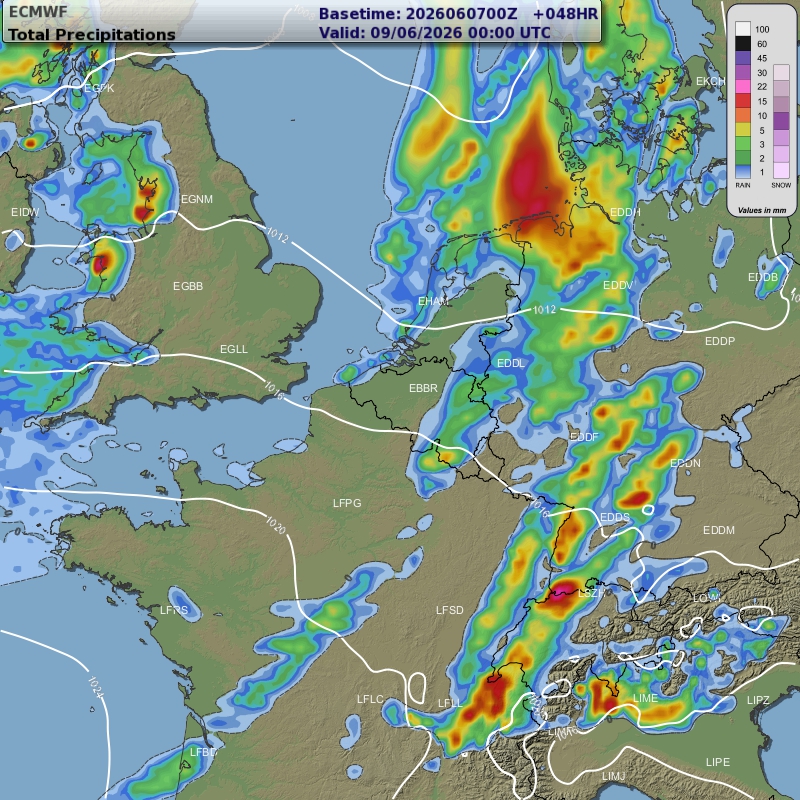 ECMWF
Total Precipitations
Basetime: 2026060700Z +048HR
Valid: 09/06/2026 00:00 UTC
100
60
45
30
22
15
10
5
3
2
1
RAIN SNOW
Values in mm
EGPK
EKCH
EIDW
EGNM
EDDH
1012
EGBB
EHAM
EDDV
EDDB
1012
EGLL
EDDL
EDDP
1016
EBBR
EDDF
EDDN
LFPG
1016
EDDS
EDDM
1020
LFRS
LFSD
LSZH
LOWI
1024
LFLC
LFLL
LIME
LIPZ
LFBD
LIMF
LIMJ
LIPE